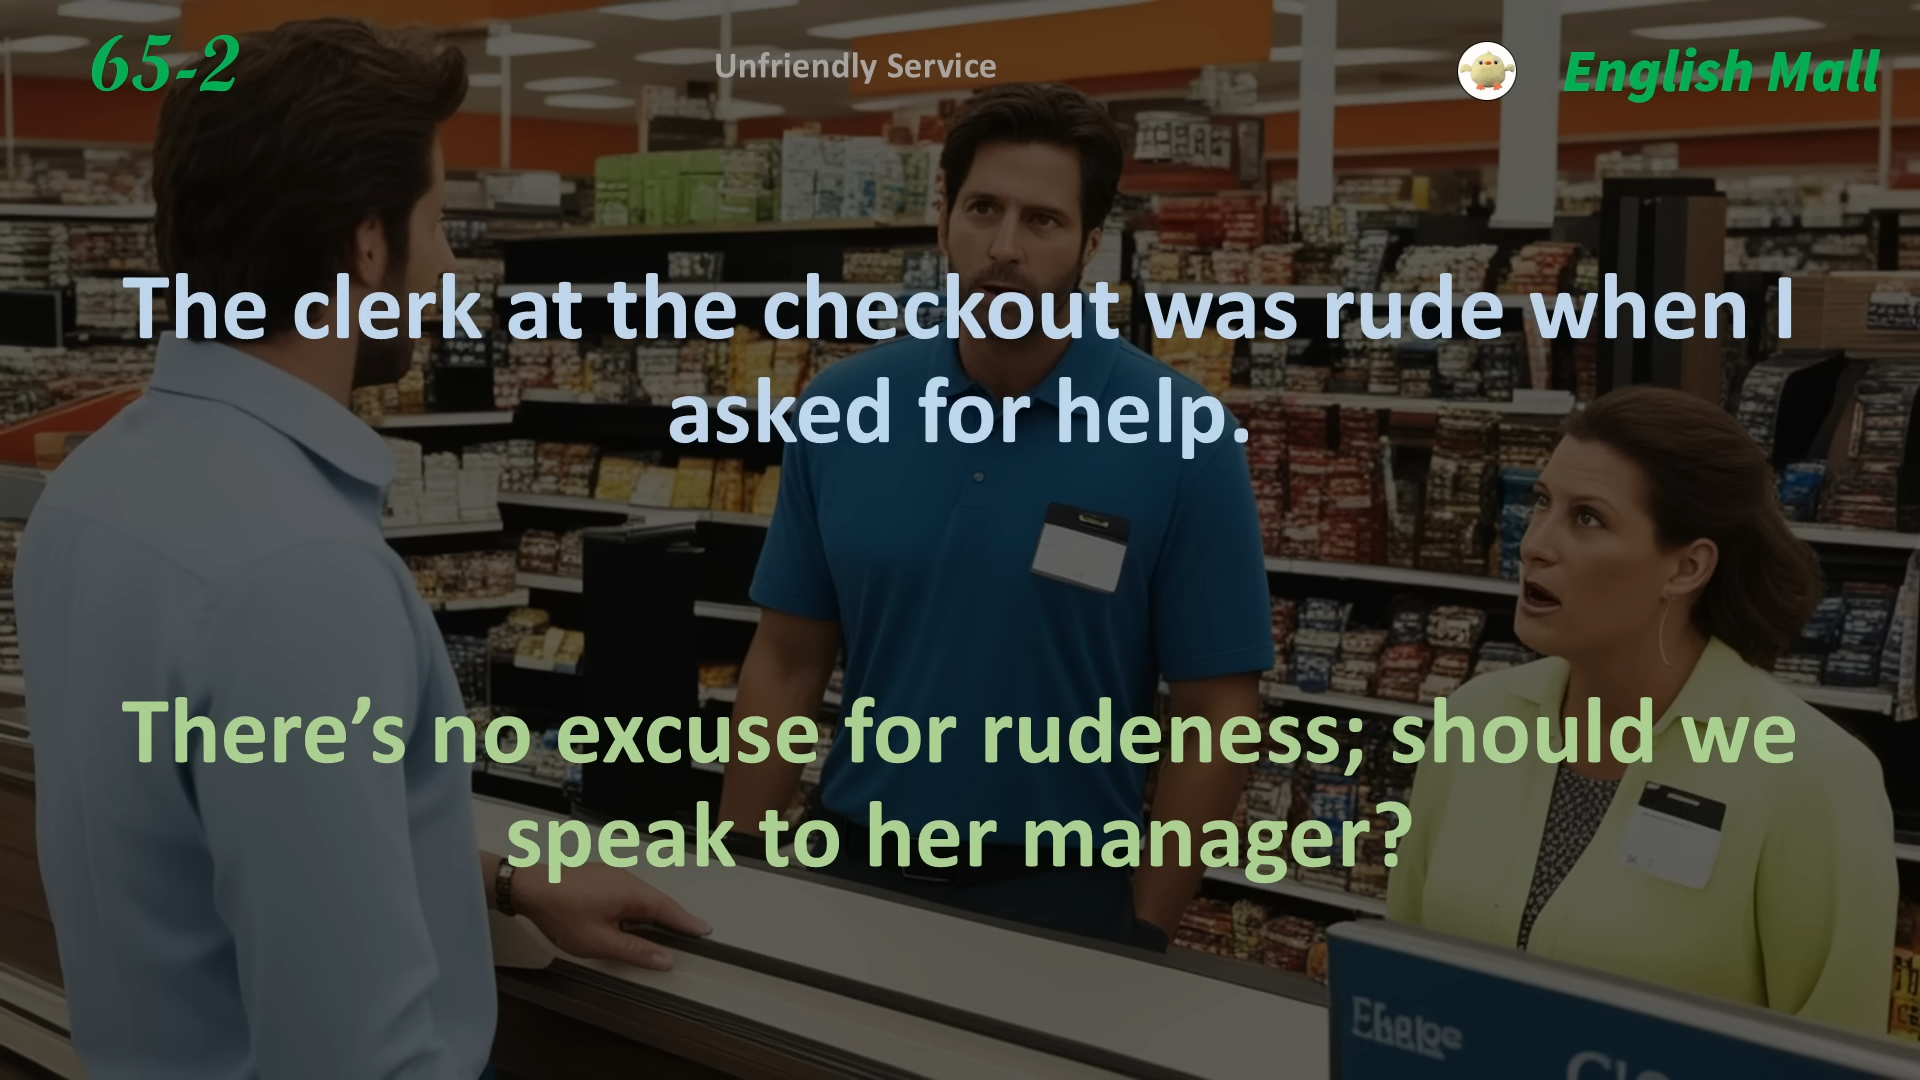 65-2
Unfriendly Service
English Mall
The clerk at the checkout was rude when I
asked for help.
There’s no excuse for rudeness; should we
speak to her manager?